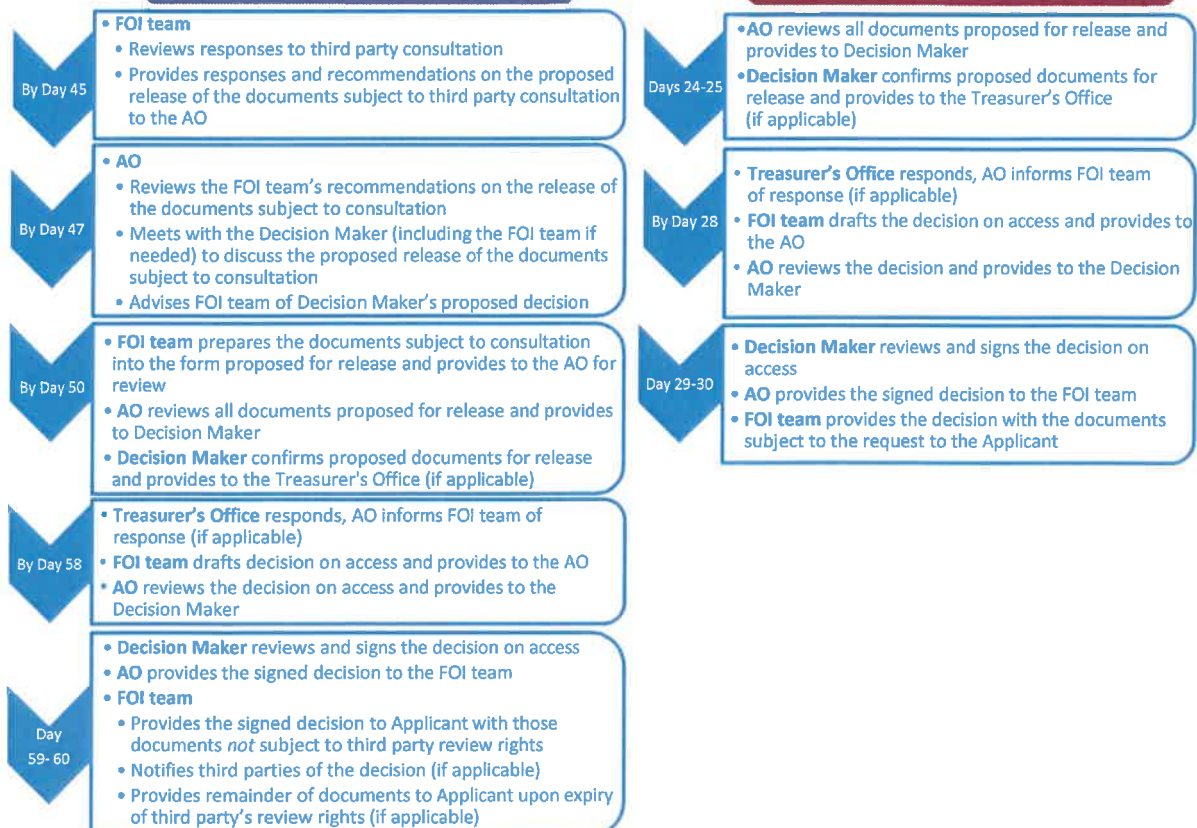 By Day 45
• FOI team
• Reviews responses to third party consultation
• Provides responses and recommendations on the proposed
release of the documents subject to third party consultation
to the AO
By Day 47
• AO
• Reviews the FOI team's recommendations on the release of
the documents subject to consultation
• Meets with the Decision Maker (including the FOI team if
needed) to discuss the proposed release of the documents
subject to consultation
• Advises FOI team of Decision Maker's proposed decision
By Day 50
• FOI team prepares the documents subject to consultation
into the form proposed for release and provides to the AO for
review
• AO reviews all documents proposed for release and provides
to Decision Maker
• Decision Maker confirms proposed documents for release
and provides to the Treasurer's Office (if applicable)
By Day 58
• Treasurer's Office responds, AO informs FOI team of
response (if applicable)
• FOI team drafts decision on access and provides to the AO
• AO reviews the decision on access and provides to the
Decision Maker
Day
59- 60
• Decision Maker reviews and signs the decision on access
• AO provides the signed decision to the FOI team
• FOI team
• Provides the signed decision to Applicant with those
documents not subject to third party review rights
• Notifies third parties of the decision (if applicable)
• Provides remainder of documents to Applicant upon expiry
of third party's review rights (if applicable)
Days 24-25
•AO reviews all documents proposed for release and
provides to Decision Maker
•Decision Maker confirms proposed documents for
release and provides to the Treasurer's Office
(if applicable)
By Day 28
• Treasurer's Office responds, AO informs FOI team
of response (if applicable)
• FOI team drafts the decision on access and provides to
the AO
• AO reviews the decision and provides to the Decision
Maker
Day 29-30
• Decision Maker reviews and signs the decision on
access
• AO provides the signed decision to the FOI team
• FOI team provides the decision with the documents
subject to the request to the Applicant